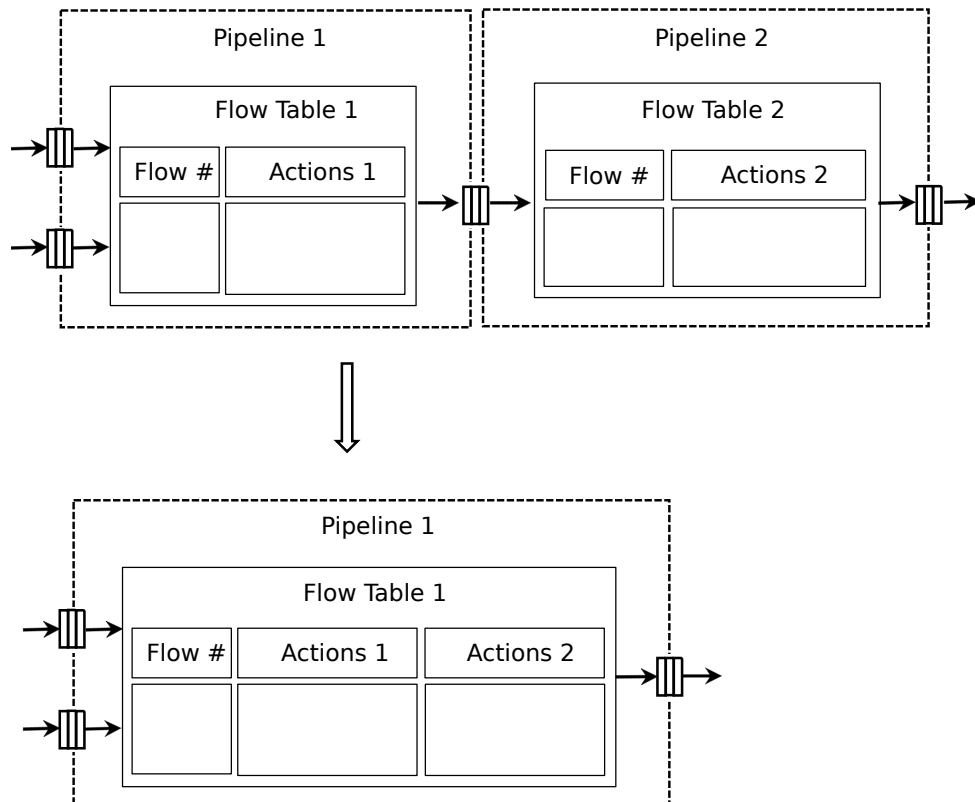 Pipeline 1
Pipeline 2
Flow Table 1
Flow Table 2
Flow #
Actions 1
Flow #
Actions 2
Pipeline 1
Flow Table 1
Flow #
Actions 1
Actions 2